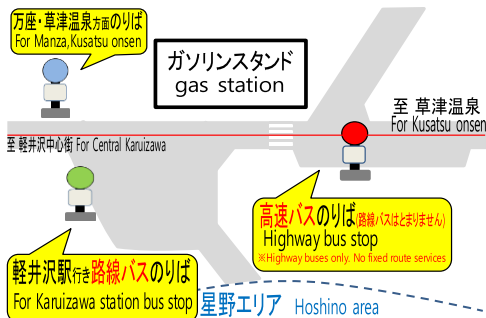 万座・草津温泉方面のりば
For Manza,Kusatsu onsen
ガソリンスタンド
gas station
至 草津温泉
For Kusatsu onsen
至 軽井沢中心街 For Central Karuizawa
高速バスのりば(路線バスはとまりません)
Highway bus stop
※Highway buses only. No fixed route services
軽井沢駅行き路線バスのりば
For Karuizawa station bus stop
星野エリア Hoshino area